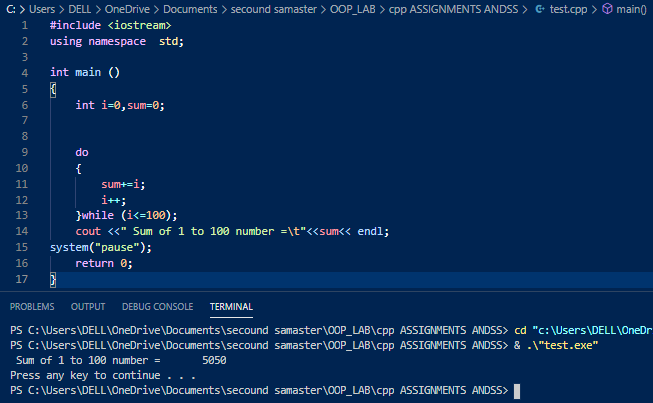 C: > Users > DELL > OneDrive > Documents > secound samaster > OOP_LAB > cpp ASSIGNMENTS ANDSS > test.cpp > main()
1 #include <iostream>
2 using namespace  std;
3
4 int main ()
5 {
6     int i=0,sum=0;
7
8
9     do
10     {
11         sum+=i;
12         i++;
13     }while (i<=100);
14     cout <<" Sum of 1 to 100 number =\t"<<sum<< endl;
15 system("pause");
16     return 0;
17 }
PROBLEMS OUTPUT DEBUG CONSOLE TERMINAL
PS C:\Users\DELL\OneDrive\Documents\secound samaster\OOP_LAB\cpp ASSIGNMENTS ANDSS> cd "c:\Users\DELL\OneDr
PS C:\Users\DELL\OneDrive\Documents\secound samaster\OOP_LAB\cpp ASSIGNMENTS ANDSS> & .\"test.exe"
 Sum of 1 to 100 number =       5050
Press any key to continue . . .
PS C:\Users\DELL\OneDrive\Documents\secound samaster\OOP_LAB\cpp ASSIGNMENTS ANDSS>